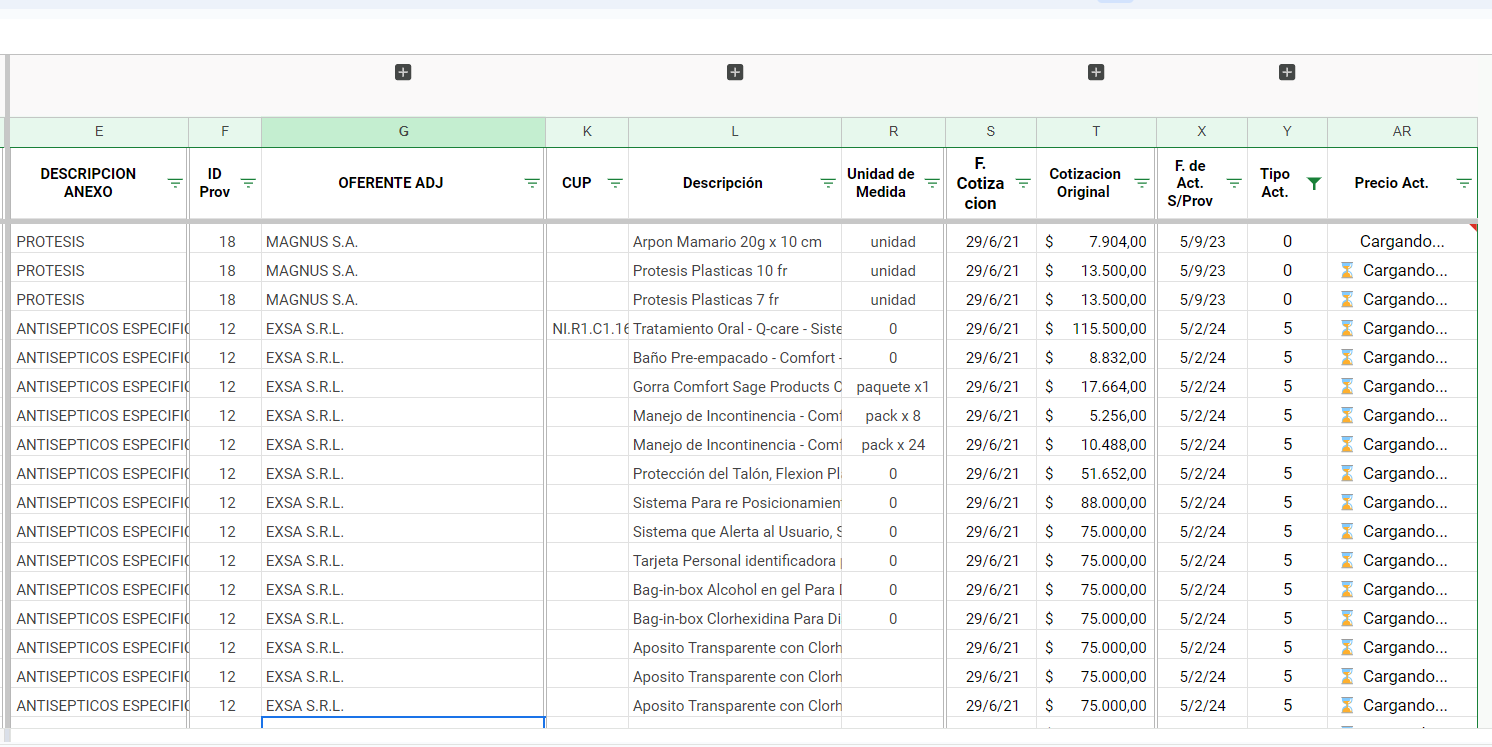 E F G K L R S T X Y AR
DESCRIPCION ANEXO ID Prov OFERENTE ADJ CUP Descripción Unidad de Medida F. Cotiza cion Cotizacion Original F. de Act. S/Prov Tipo Act. Precio Act.
PROTESIS 18 MAGNUS S.A. Arpon Mamario 20g x 10 cm unidad 29/6/21 $ 7.904,00 5/9/23 0 Cargando...
PROTESIS 18 MAGNUS S.A. Protesis Plasticas 10 fr unidad 29/6/21 $ 13.500,00 5/9/23 0 ⌛ Cargando...
PROTESIS 18 MAGNUS S.A. Protesis Plasticas 7 fr unidad 29/6/21 $ 13.500,00 5/9/23 0 ⌛ Cargando...
ANTISEPTICOS ESPECIFIC 12 EXSA S.R.L. NI.R1.C1.16 Tratamiento Oral - Q-care - Siste 0 29/6/21 $ 115.500,00 5/2/24 5 ⌛ Cargando...
ANTISEPTICOS ESPECIFIC 12 EXSA S.R.L. Baño Pre-empacado - Comfort - 0 29/6/21 $ 8.832,00 5/2/24 5 ⌛ Cargando...
ANTISEPTICOS ESPECIFIC 12 EXSA S.R.L. Gorra Comfort Sage Products C paquete x1 29/6/21 $ 17.664,00 5/2/24 5 ⌛ Cargando...
ANTISEPTICOS ESPECIFIC 12 EXSA S.R.L. Manejo de Incontinencia - Comf pack x 8 29/6/21 $ 5.256,00 5/2/24 5 ⌛ Cargando...
ANTISEPTICOS ESPECIFIC 12 EXSA S.R.L. Manejo de Incontinencia - Comf pack x 24 29/6/21 $ 10.488,00 5/2/24 5 ⌛ Cargando...
ANTISEPTICOS ESPECIFIC 12 EXSA S.R.L. Protección del Talón, Flexion Pl 0 29/6/21 $ 51.652,00 5/2/24 5 ⌛ Cargando...
ANTISEPTICOS ESPECIFIC 12 EXSA S.R.L. Sistema Para re Posicionamien 0 29/6/21 $ 88.000,00 5/2/24 5 ⌛ Cargando...
ANTISEPTICOS ESPECIFIC 12 EXSA S.R.L. Sistema que Alerta al Usuario, S 0 29/6/21 $ 75.000,00 5/2/24 5 ⌛ Cargando...
ANTISEPTICOS ESPECIFIC 12 EXSA S.R.L. Tarjeta Personal identificadora 0 29/6/21 $ 75.000,00 5/2/24 5 ⌛ Cargando...
ANTISEPTICOS ESPECIFIC 12 EXSA S.R.L. Bag-in-box Alcohol en gel Para 0 29/6/21 $ 75.000,00 5/2/24 5 ⌛ Cargando...
ANTISEPTICOS ESPECIFIC 12 EXSA S.R.L. Bag-in-box Clorhexidina Para Di 0 29/6/21 $ 75.000,00 5/2/24 5 ⌛ Cargando...
ANTISEPTICOS ESPECIFIC 12 EXSA S.R.L. Aposito Transparente con Clorh 29/6/21 $ 75.000,00 5/2/24 5 ⌛ Cargando...
ANTISEPTICOS ESPECIFIC 12 EXSA S.R.L. Aposito Transparente con Clorh 29/6/21 $ 75.000,00 5/2/24 5 ⌛ Cargando...
ANTISEPTICOS ESPECIFIC 12 EXSA S.R.L. Aposito Transparente con Clorh 29/6/21 $ 75.000,00 5/2/24 5 ⌛ Cargando...